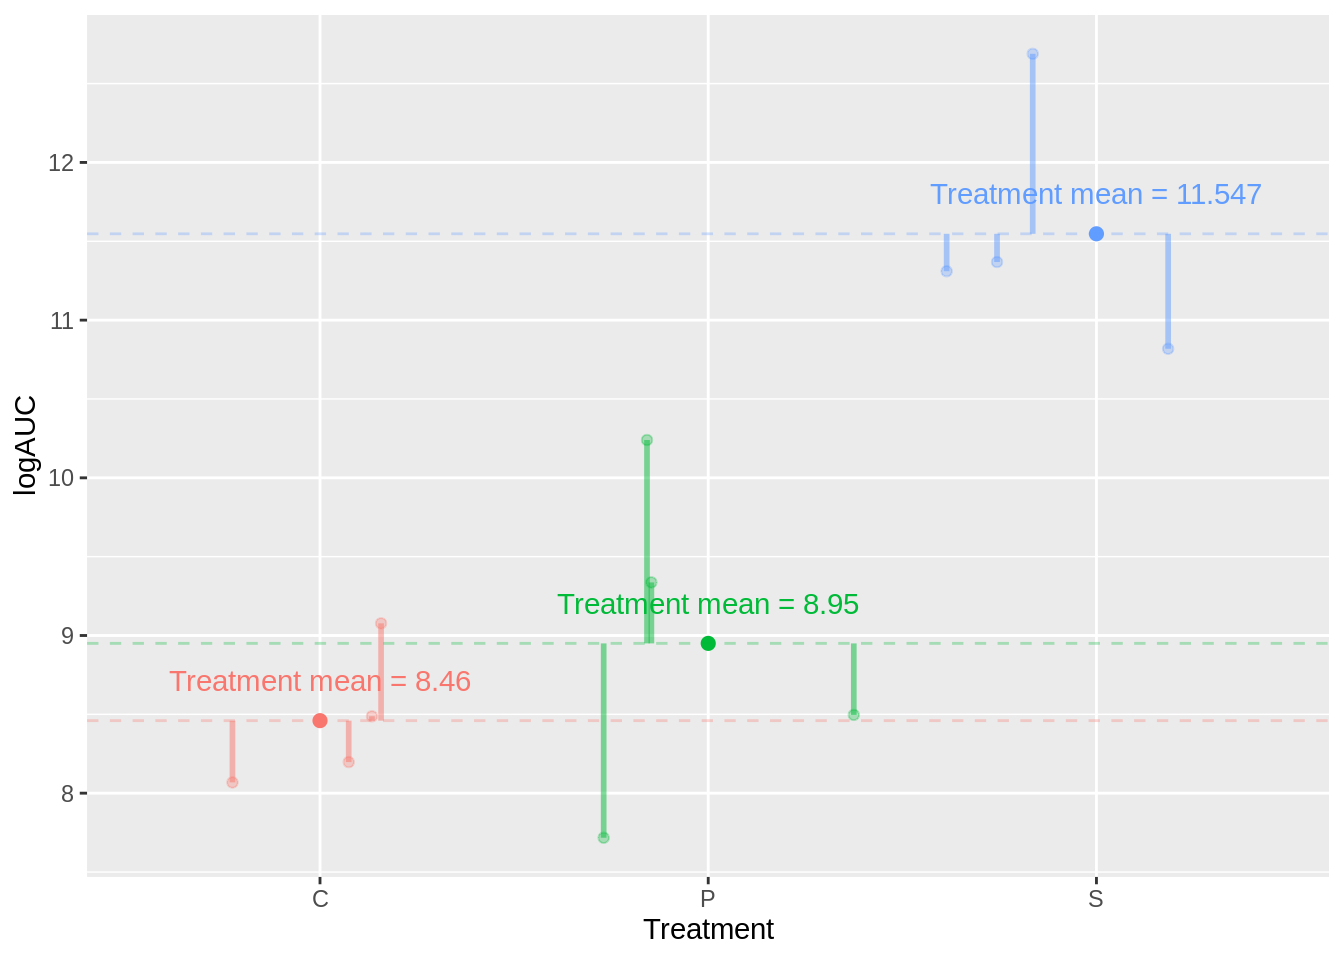 12
11
10
9
8
logAUC
Treatment mean = 11.547
Treatment mean = 8.95
Treatment mean = 8.46
C
P
S
Treatment